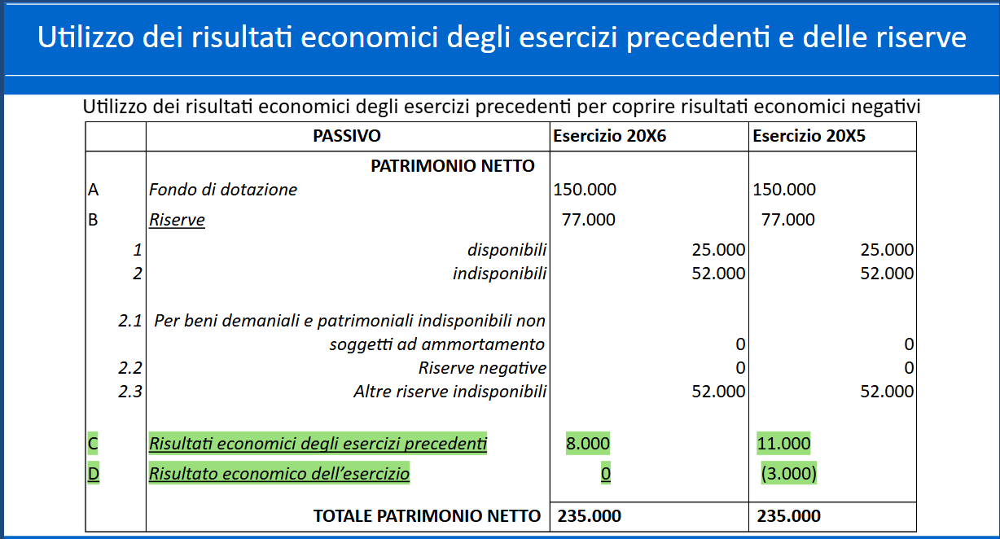 Utilizzo dei risultati economici degli esercizi precedenti e delle riserve
Utilizzo dei risultati economici degli esercizi precedenti per coprire risultati economici negativi
PASSIVO Esercizio 20X6 Esercizio 20X5
PATRIMONIO NETTO
A Fondo di dotazione 150.000 150.000
B Riserve 77.000 77.000
1 disponibili 25.000 25.000
2 indisponibili 52.000 52.000
2.1 Per beni demaniali e patrimoniali indisponibili non
soggetti ad ammortamento 0 0
2.2 Riserve negative 0 0
2.3 Altre riserve indisponibili 52.000 52.000
C Risultati economici degli esercizi precedenti 8.000 11.000
D Risultato economico dell’esercizio 0 (3.000)
TOTALE PATRIMONIO NETTO 235.000 235.000